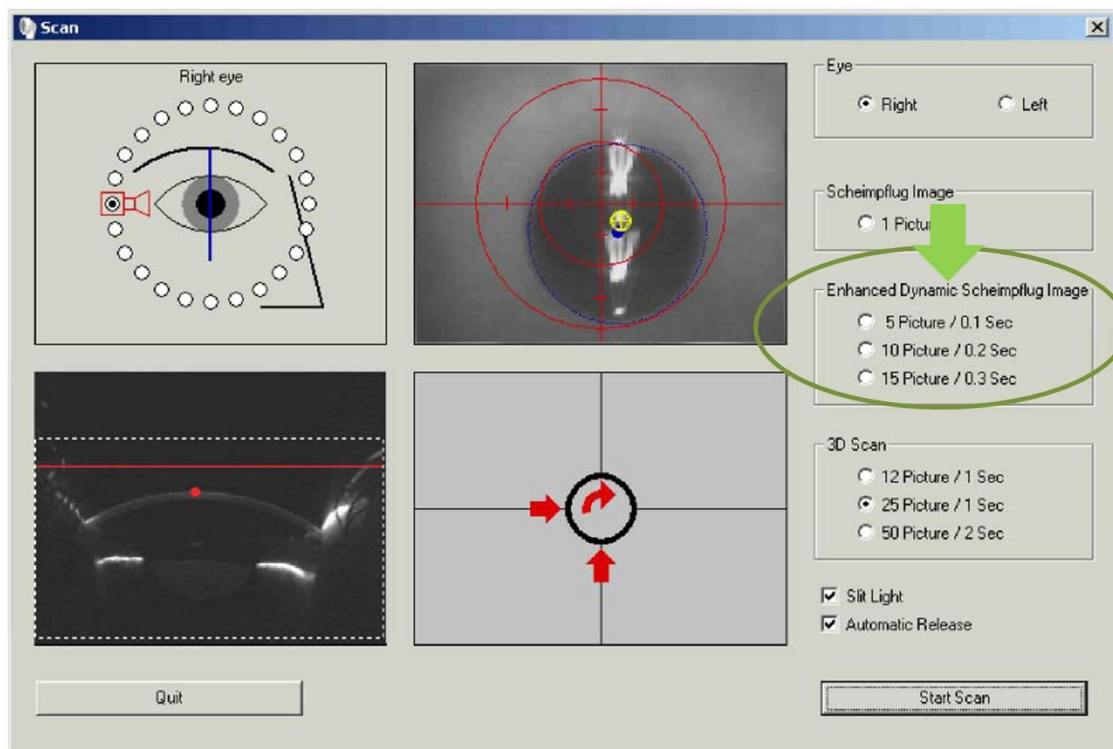 Scan
Right eye
Eye
Right
Left
Scheimpflug Image
1 Pictu
Enhanced Dynamic Scheimpflug Image
5 Picture / 0.1 Sec
10 Picture / 0.2 Sec
15 Picture / 0.3 Sec
3D Scan
12 Picture / 1 Sec
25 Picture / 1 Sec
50 Picture / 2 Sec
Slit Light
Automatic Release
Quit
Start Scan